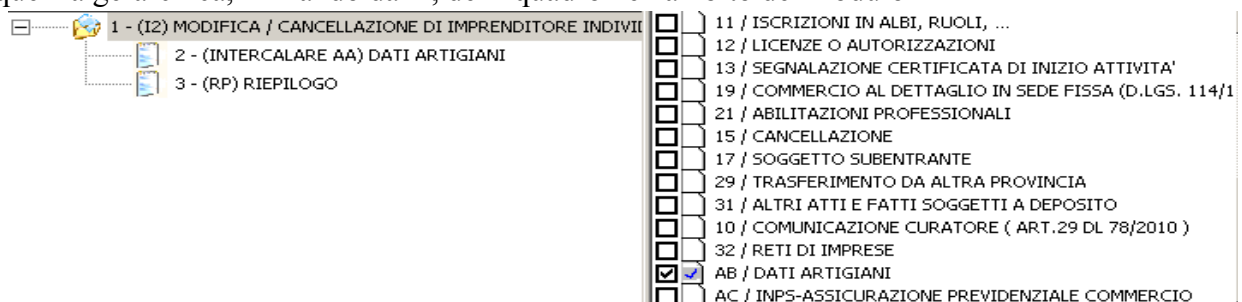 1 - (I2) MODIFICA / CANCELLAZIONE DI IMPRENDITORE
2 - (INTERCALARE AA) DATI ARTIGIANI
3 - (RP) RIEPILOGO
11 / ISCRIZIONI IN ALBI, RUOLI, ...
12 / LICENZE O AUTORIZZAZIONI
13 / SEGNALAZIONE CERTIFICATA DI INIZIO ATTIVITA'
19 / COMMERCIO AL DETTAGLIO IN SEDE FISSA (D.LGS. 114/1
21 / ABILITAZIONI PROFESSIONALI
15 / CANCELLAZIONE
17 / SOGGETTO SUBENTRANTE
29 / TRASFERIMENTO DA ALTRA PROVINCIA
31 / ALTRI ATTI E FATTI SOGGETTI A DEPOSITO
10 / COMUNICAZIONE CURATORE ( ART.29 DL 78/2010 )
32 / RETI DI IMPRESE
AB / DATI ARTIGIANI
AC / INPS-ASSICURAZIONE PREVIDENZIALE COMMERCIO